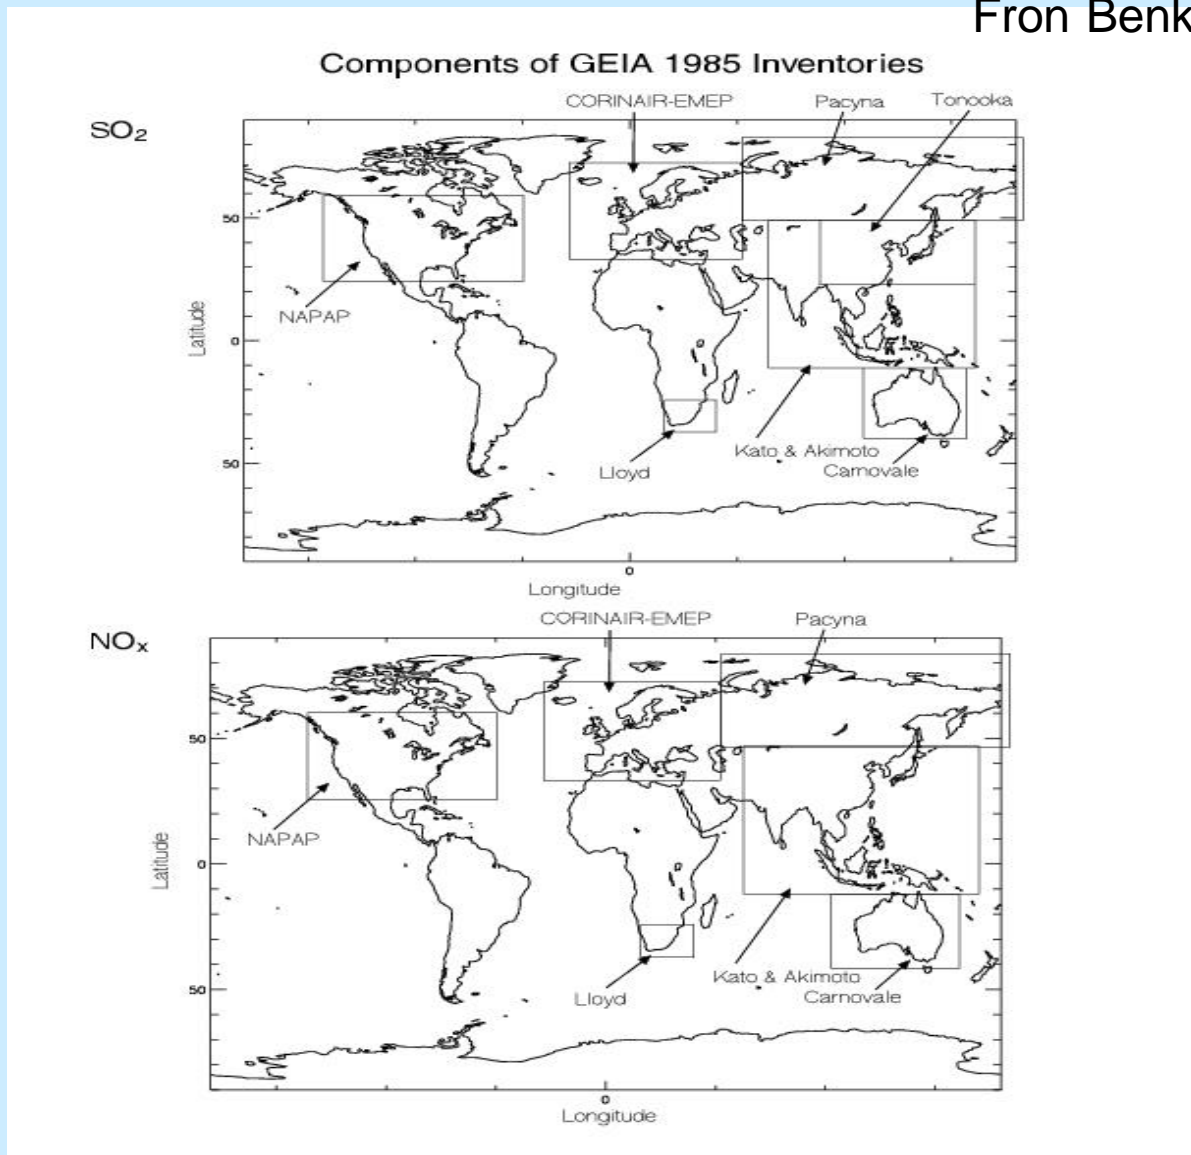 Fron Benk
Components of GEIA 1985 Inventories
SO₂
CORINAIR-EMEP Pacyna Tonooka
50
NAPAP
Latitude
0
Kato & Akimoto
Lloyd
Carnovale
50
0
Longitude
NOₓ
CORINAIR-EMEP Pacyna
50
NAPAP
Latitude
0
Kato & Akimoto
Lloyd
Carnovale
50
0
Longitude